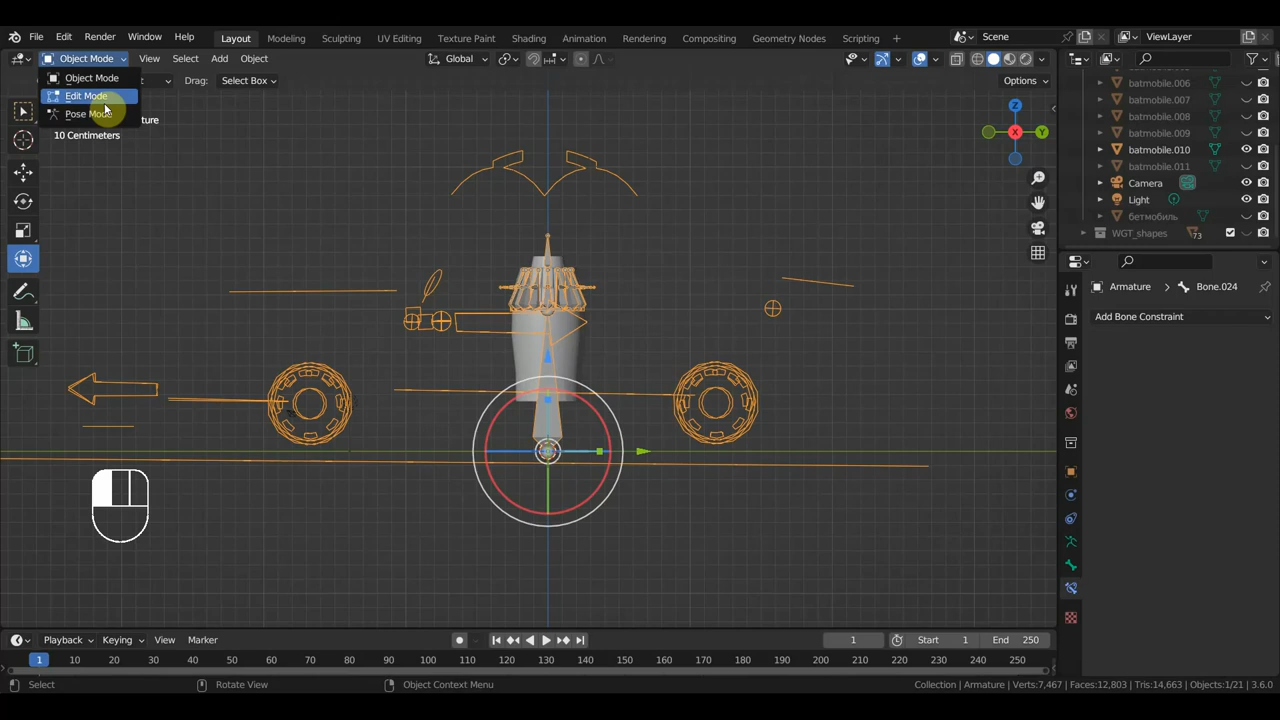 File Edit Render Window Help Layout Modeling Sculpting UV Editing Texture Paint Shading Animation Rendering Compositing Geometry Nodes Scripting + Scene ViewLayer
Object Mode View Select Add Object Global
Object Mode Drag: Select Box Options
Edit Mode
Pose Mode
ture
10 Centimeters
Z
X
Y
batmobile.006
batmobile.007
batmobile.008
batmobile.009
batmobile.010
batmobile.011
Camera
Light
бетмобиль
WGT_shapes 73
Armature > Bone.024
Add Bone Constraint
Playback Keying View Marker 1 Start 1 End 250
1 10 20 30 40 50 60 70 80 90 100 110 120 130 140 150 160 170 180 190 200 210 220 230 240 250
Select Rotate View Object Context Menu Collection | Armature | Verts:7,467 | Faces:12,803 | Tris:14,663 | Objects:1/21 | 3.6.0